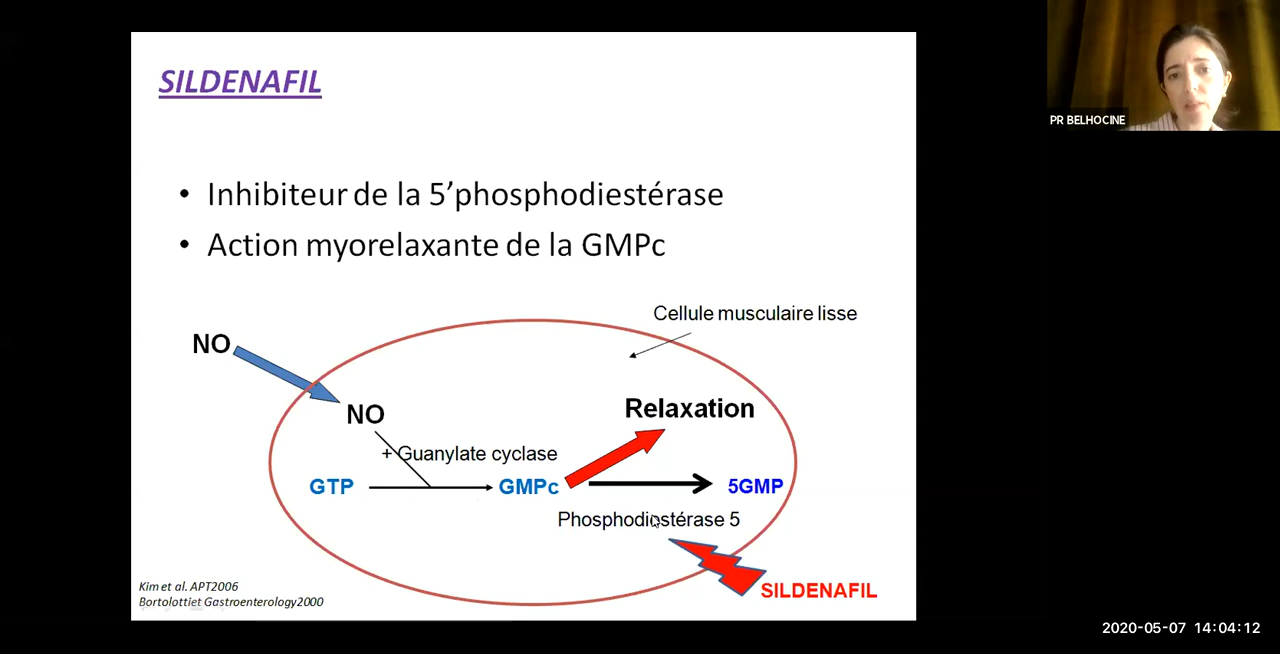 SILDENAFIL
PR BELHOCINE
• Inhibiteur de la 5’phosphodiestérase
• Action myorelaxante de la GMPc
Cellule musculaire lisse
NO
NO
Relaxation
+ Guanylate cyclase
GTP
GMPc
5GMP
Phosphodiestérase 5
SILDENAFIL
Kim et al. APT2006
Bortolottiet Gastroenterology2000
2020-05-07 14:04:12